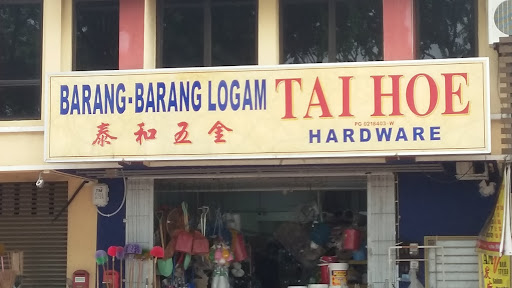 BARANG-BARANG LOGAM TAI HOE
泰和五金
HARDWARE